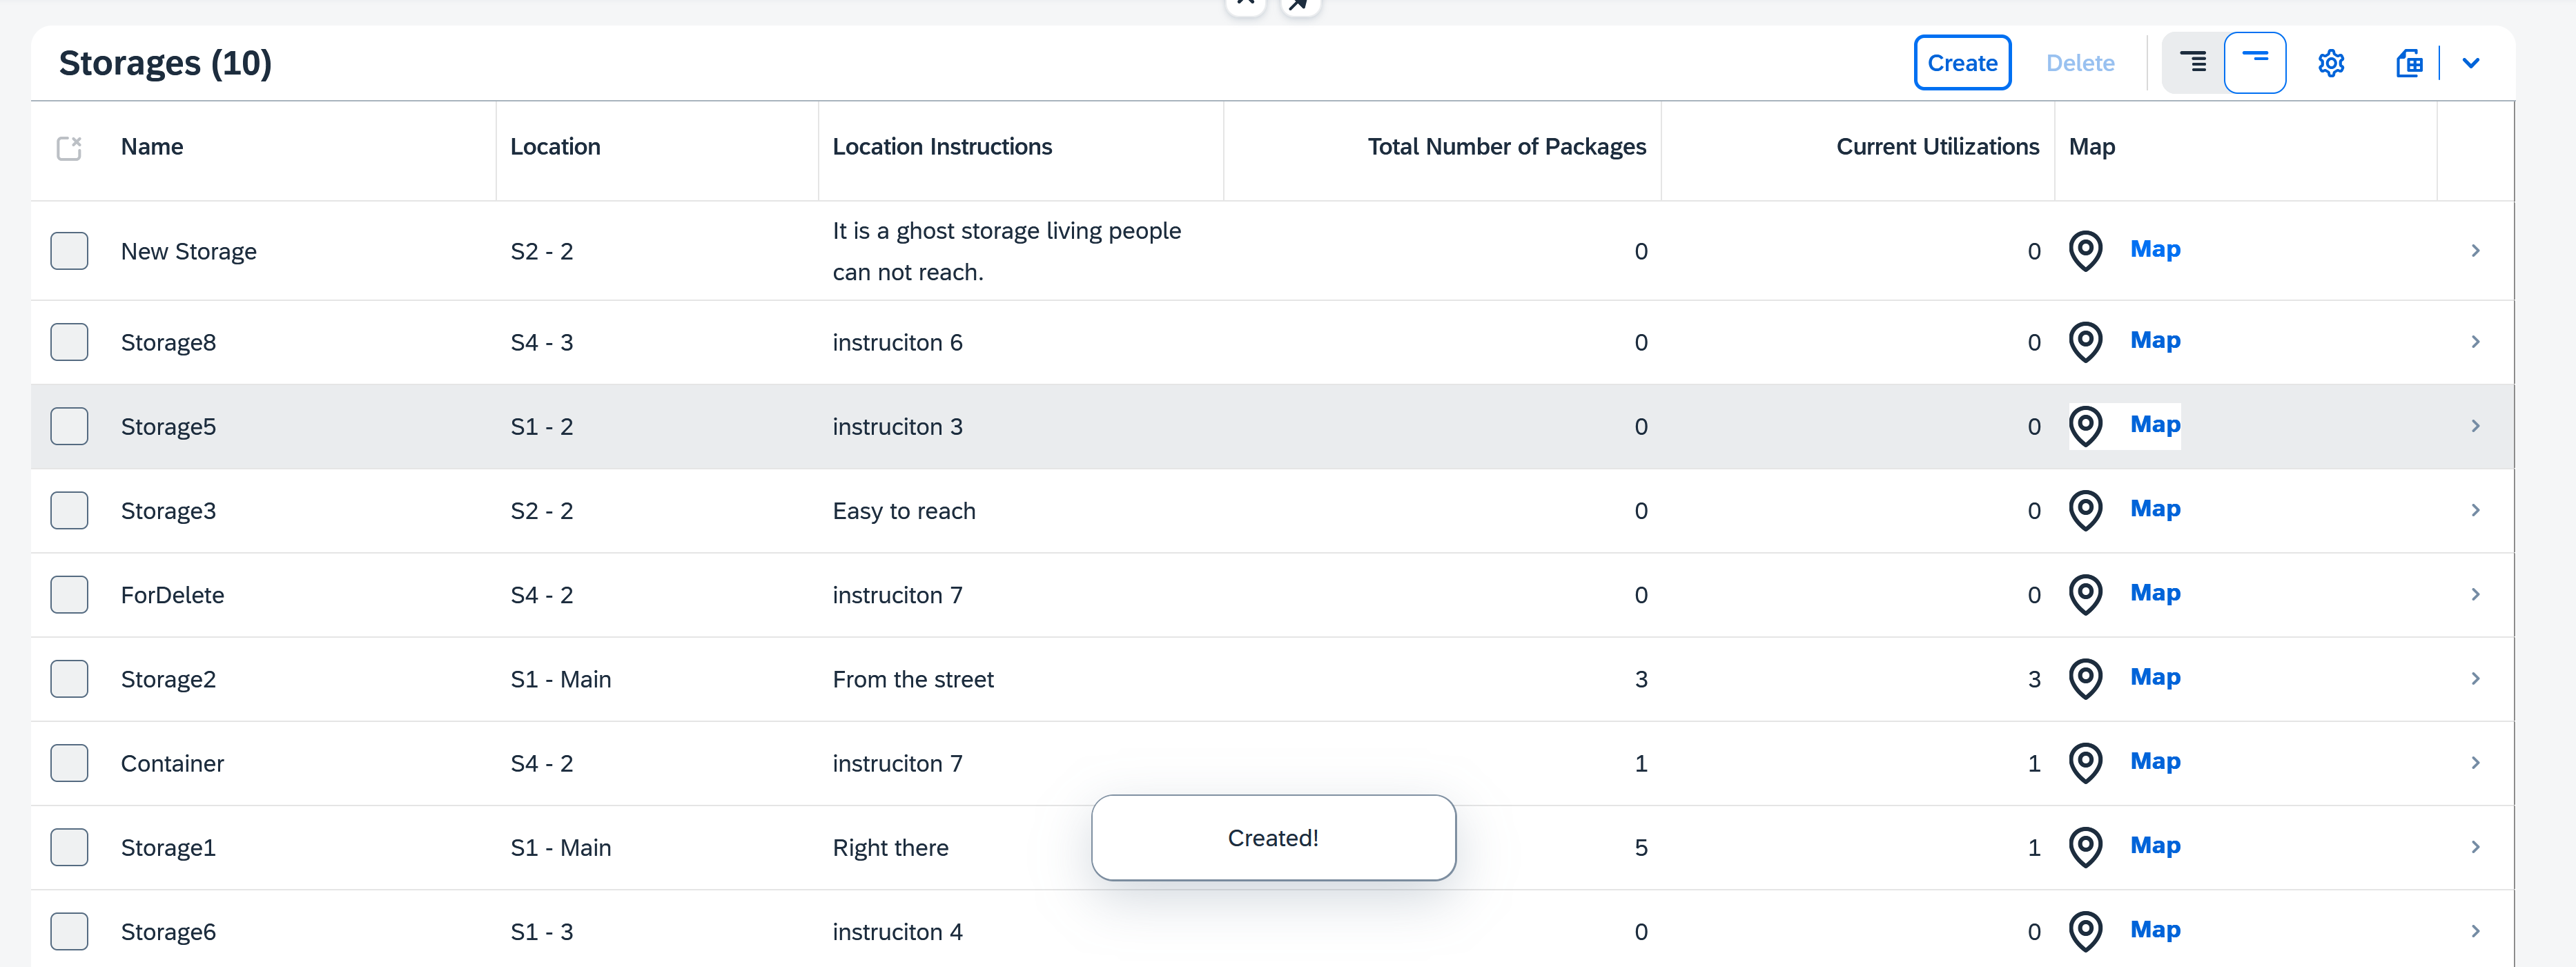 Storages (10)
Create Delete
Name Location Location Instructions Total Number of Packages Current Utilizations Map
New Storage S2 - 2 It is a ghost storage living people can not reach. 0 0 Map
Storage8 S4 - 3 instruciton 6 0 0 Map
Storage5 S1 - 2 instruciton 3 0 0 Map
Storage3 S2 - 2 Easy to reach 0 0 Map
ForDelete S4 - 2 instruciton 7 0 0 Map
Storage2 S1 - Main From the street 3 3 Map
Container S4 - 2 instruciton 7 1 1 Map
Created!
Storage1 S1 - Main Right there 5 1 Map
Storage6 S1 - 3 instruciton 4 0 0 Map